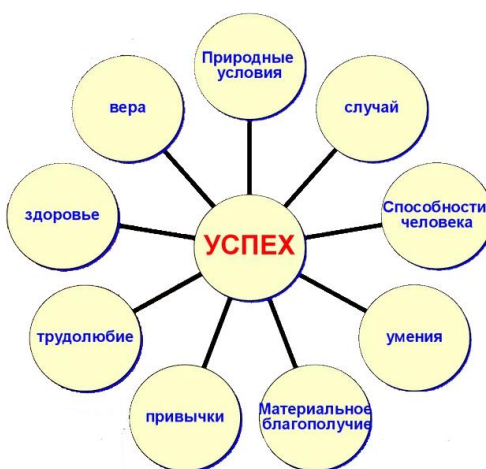 Природные
условия
вера
случай
здоровье
Способности
человека
УСПЕХ
трудолюбие
умения
привычки
Материальное
благополучие